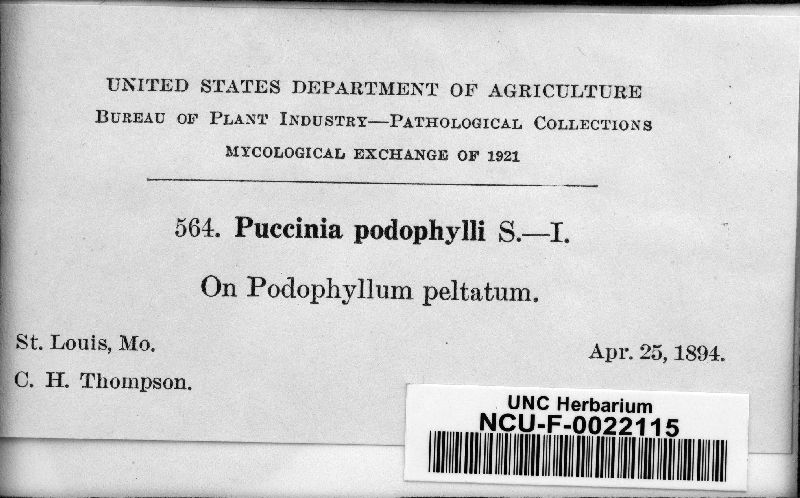 UNITED STATES DEPARTMENT OF AGRICULTURE
BUREAU OF PLANT INDUSTRY—PATHOLOGICAL COLLECTIONS
MYCOLOGICAL EXCHANGE OF 1921
564. Puccinia podophylli S.—I.
On Podophyllum peltatum.
St. Louis, Mo.
Apr. 25, 1894.
C. H. Thompson.
UNC Herbarium
NCU-F-0022115